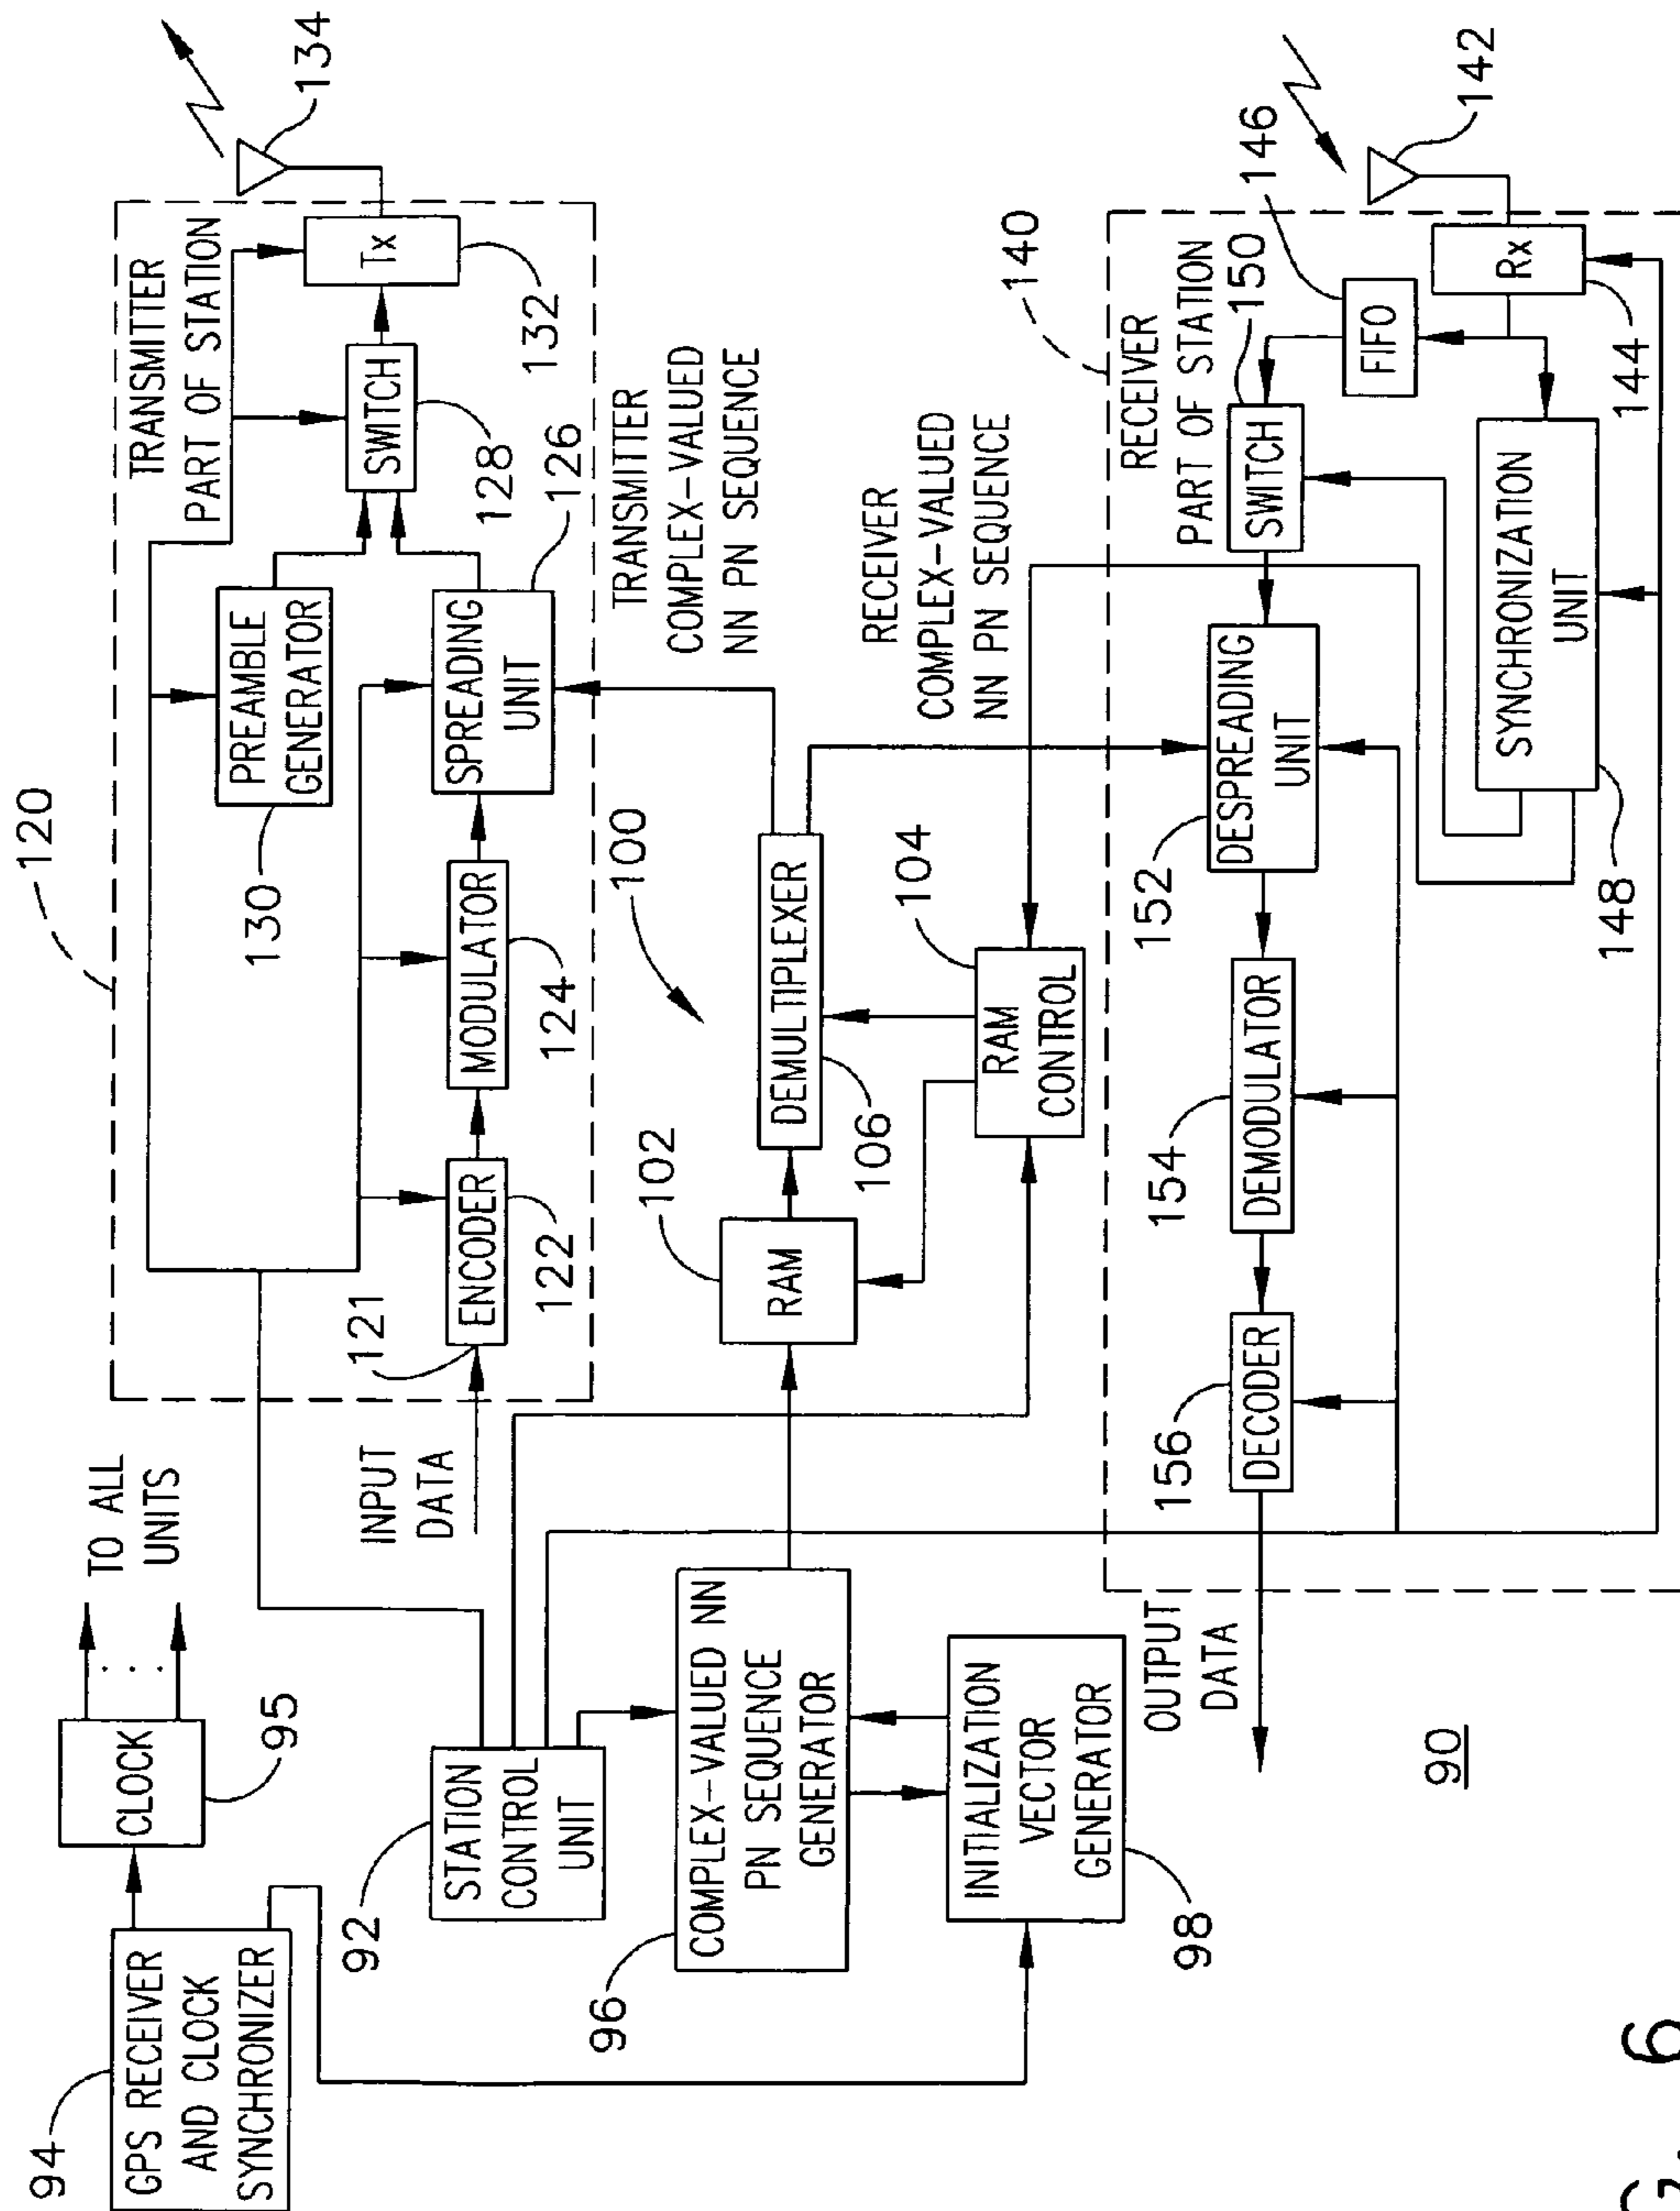 94
GPS RECEIVER
AND CLOCK
SYNCHRONIZER
CLOCK
95
TO ALL
UNITS
. . .
92
STATION
CONTROL
UNIT
96
COMPLEX-VALUED NN
PN SEQUENCE
GENERATOR
INITIALIZATION
VECTOR
GENERATOR
98
120
TRANSMITTER
PART OF STATION
INPUT
DATA
121
ENCODER
122
MODULATOR
124
PREAMBLE
GENERATOR
130
SPREADING
UNIT
126
SWITCH
128
Tx
132
134
TRANSMITTER
COMPLEX-VALUED
NN PN SEQUENCE
100
102
RAM
DEMULTIPLEXER
106
104
RAM
CONTROL
RECEIVER
COMPLEX-VALUED
NN PN SEQUENCE
140
RECEIVER
PART OF STATION
142
Rx
144
146
FIFO
150
SWITCH
SYNCHRONIZATION
UNIT
148
152
DESPREADING
UNIT
154
DEMODULATOR
156
DECODER
OUTPUT
DATA
90
G. 6